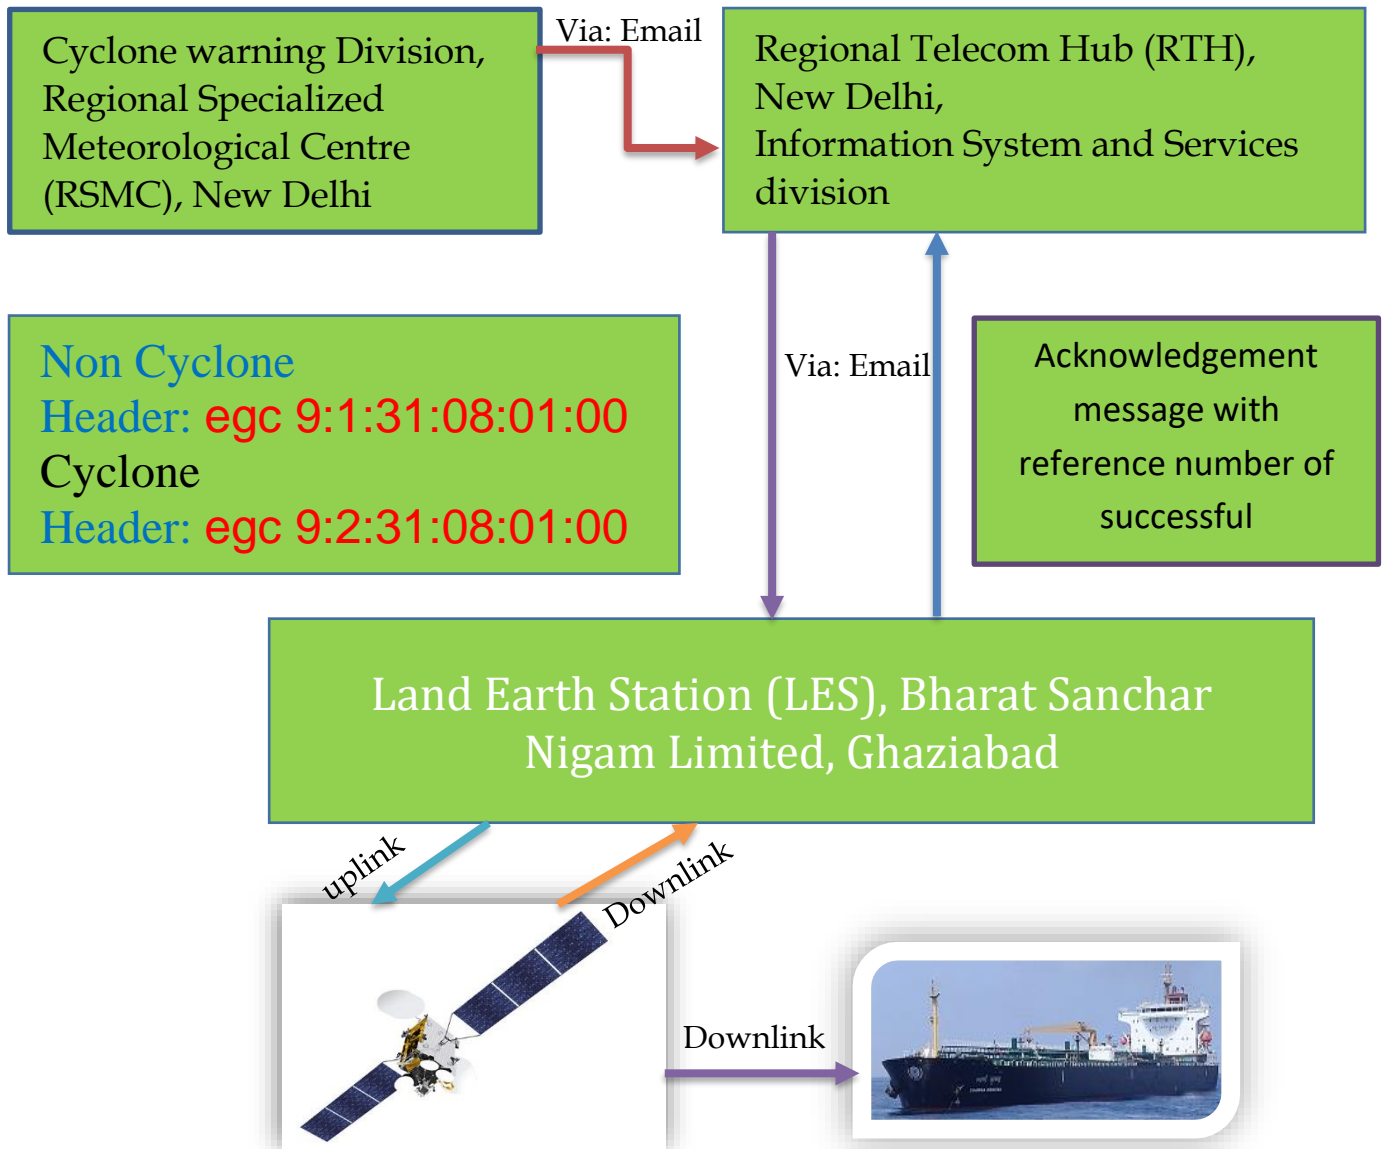 Cyclone warning Division,
Regional Specialized
Meteorological Centre
(RSMC), New Delhi
Via: Email
Regional Telecom Hub (RTH),
New Delhi,
Information System and Services
division
Non Cyclone
Header: egc 9:1:31:08:01:00
Cyclone
Header: egc 9:2:31:08:01:00
Via: Email
Acknowledgement
message with
reference number of
successful
Land Earth Station (LES), Bharat Sanchar
Nigam Limited, Ghaziabad
uplink
Downlink
Downlink